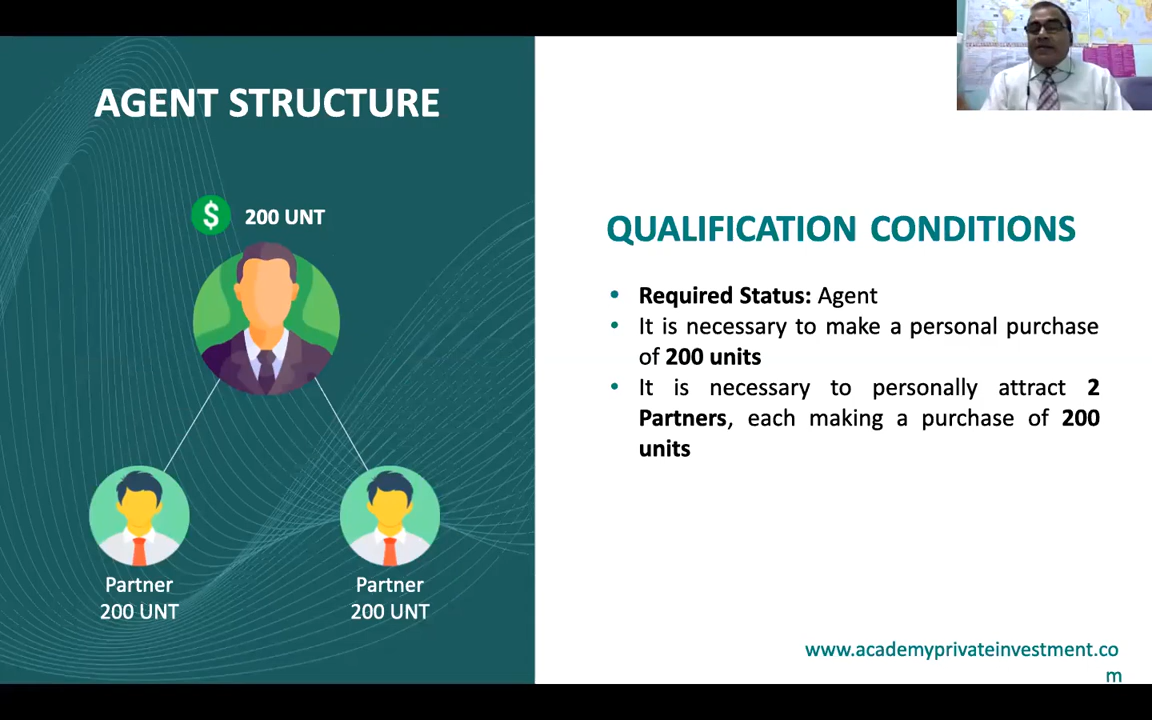 AGENT STRUCTURE
200 UNT
Partner
200 UNT
Partner
200 UNT
QUALIFICATION CONDITIONS
• Required Status: Agent
• It is necessary to make a personal purchase
of 200 units
• It is necessary to personally attract 2
Partners, each making a purchase of 200
units
www.academyprivateinvestment.co
m